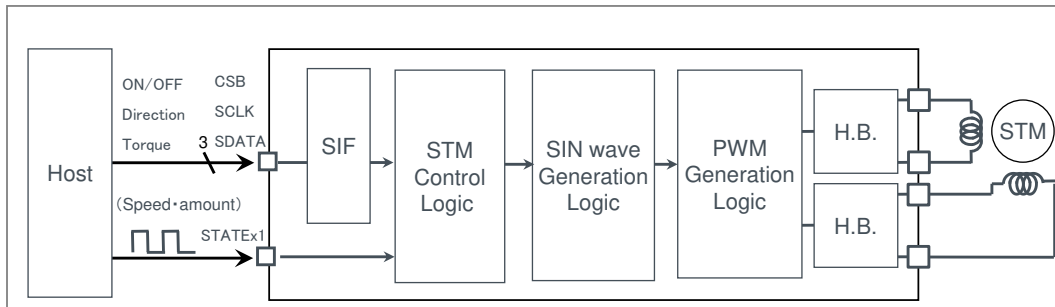 Host
ON/OFF CSB
Direction SCLK
Torque 3 SDATA
(Speed・amount)
STATEx1
SIF
STM
Control
Logic
SIN wave
Generation
Logic
PWM
Generation
Logic
H.B.
H.B.
STM